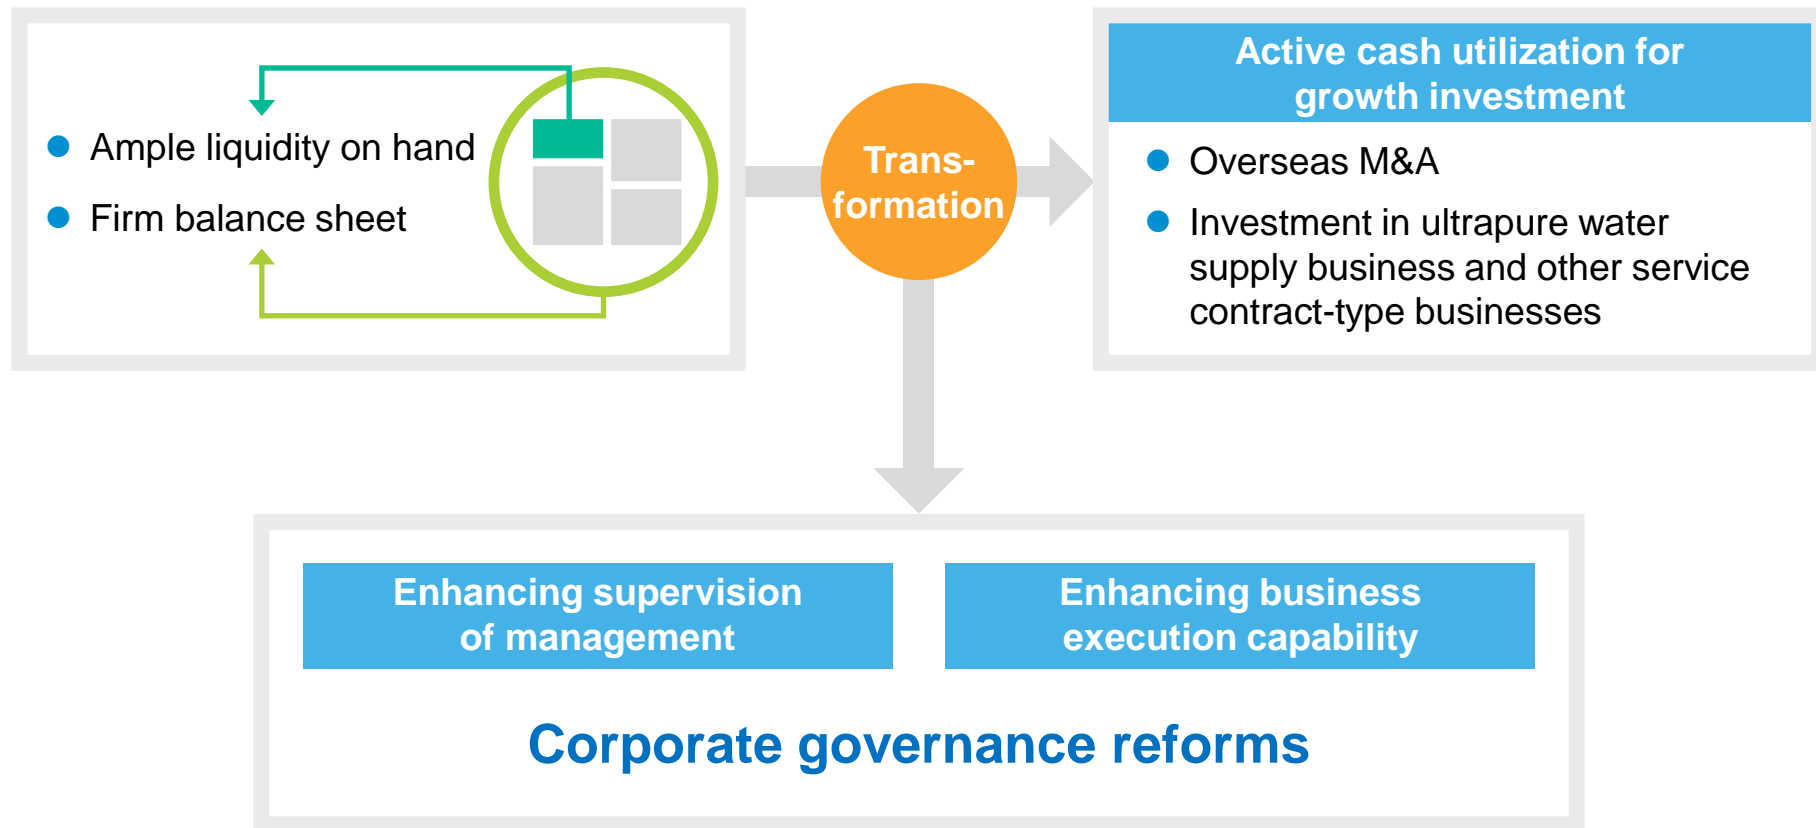 Ample liquidity on hand
Firm balance sheet
Trans-
formation
Active cash utilization for
growth investment
Overseas M&A
Investment in ultrapure water
supply business and other service
contract-type businesses
Enhancing supervision
of management
Enhancing business
execution capability
Corporate governance reforms